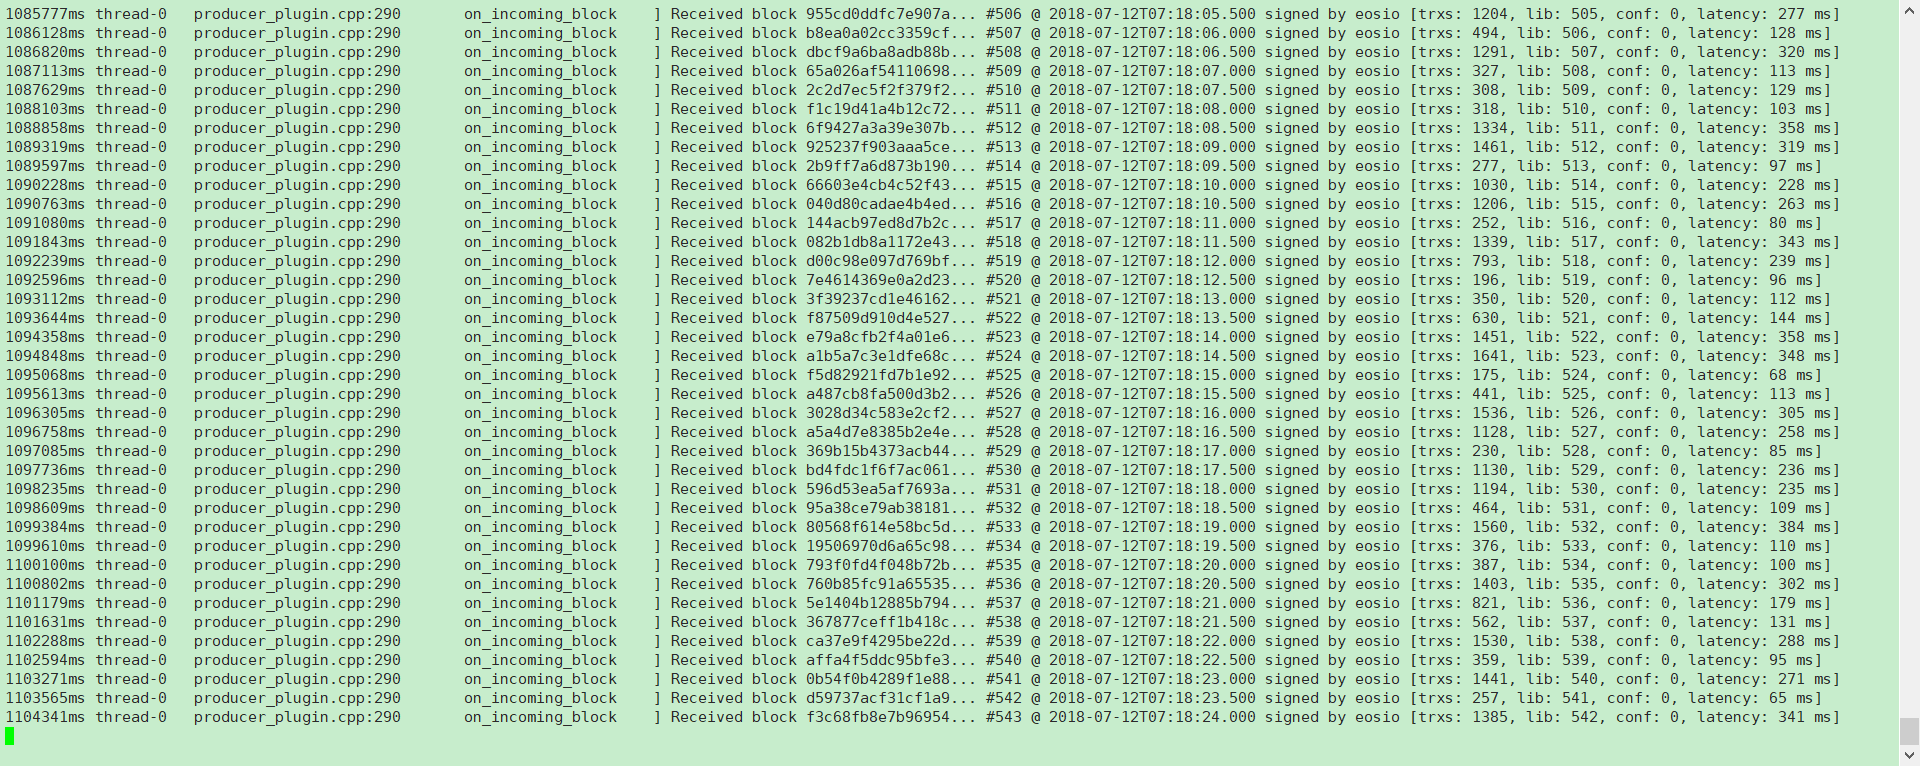 1085777ms thread-0   producer_plugin.cpp:290       on_incoming_block    ] Received block 955cd0ddfc7e907a... #506 @ 2018-07-12T07:18:05.500 signed by eosio [trxs: 1204, lib: 505, conf: 0, latency: 277 ms]
1086128ms thread-0   producer_plugin.cpp:290       on_incoming_block    ] Received block b8ea0a02cc3359cf... #507 @ 2018-07-12T07:18:06.000 signed by eosio [trxs: 494, lib: 506, conf: 0, latency: 128 ms]
1086820ms thread-0   producer_plugin.cpp:290       on_incoming_block    ] Received block dbcf9a6ba8adb88b... #508 @ 2018-07-12T07:18:06.500 signed by eosio [trxs: 1291, lib: 507, conf: 0, latency: 320 ms]
1087113ms thread-0   producer_plugin.cpp:290       on_incoming_block    ] Received block 65a026af54110698... #509 @ 2018-07-12T07:18:07.000 signed by eosio [trxs: 327, lib: 508, conf: 0, latency: 113 ms]
1087629ms thread-0   producer_plugin.cpp:290       on_incoming_block    ] Received block 2c2d7ec5f2f379f2... #510 @ 2018-07-12T07:18:07.500 signed by eosio [trxs: 308, lib: 509, conf: 0, latency: 129 ms]
1088103ms thread-0   producer_plugin.cpp:290       on_incoming_block    ] Received block f1c19d41a4b12c72... #511 @ 2018-07-12T07:18:08.000 signed by eosio [trxs: 318, lib: 510, conf: 0, latency: 103 ms]
1088858ms thread-0   producer_plugin.cpp:290       on_incoming_block    ] Received block 6f9427a3a39e307b... #512 @ 2018-07-12T07:18:08.500 signed by eosio [trxs: 1334, lib: 511, conf: 0, latency: 358 ms]
1089319ms thread-0   producer_plugin.cpp:290       on_incoming_block    ] Received block 925237f903aaa5ce... #513 @ 2018-07-12T07:18:09.000 signed by eosio [trxs: 1461, lib: 512, conf: 0, latency: 319 ms]
1089597ms thread-0   producer_plugin.cpp:290       on_incoming_block    ] Received block 2b9ff7a6d873b190... #514 @ 2018-07-12T07:18:09.500 signed by eosio [trxs: 277, lib: 513, conf: 0, latency: 97 ms]
1090228ms thread-0   producer_plugin.cpp:290       on_incoming_block    ] Received block 66603e4cb4c52f43... #515 @ 2018-07-12T07:18:10.000 signed by eosio [trxs: 1030, lib: 514, conf: 0, latency: 228 ms]
1090763ms thread-0   producer_plugin.cpp:290       on_incoming_block    ] Received block 040d80cadae4b4ed... #516 @ 2018-07-12T07:18:10.500 signed by eosio [trxs: 1206, lib: 515, conf: 0, latency: 263 ms]
1091080ms thread-0   producer_plugin.cpp:290       on_incoming_block    ] Received block 144acb97ed8d7b2c... #517 @ 2018-07-12T07:18:11.000 signed by eosio [trxs: 252, lib: 516, conf: 0, latency: 80 ms]
1091843ms thread-0   producer_plugin.cpp:290       on_incoming_block    ] Received block 082b1db8a1172e43... #518 @ 2018-07-12T07:18:11.500 signed by eosio [trxs: 1339, lib: 517, conf: 0, latency: 343 ms]
1092239ms thread-0   producer_plugin.cpp:290       on_incoming_block    ] Received block d00c98e097d769bf... #519 @ 2018-07-12T07:18:12.000 signed by eosio [trxs: 793, lib: 518, conf: 0, latency: 239 ms]
1092596ms thread-0   producer_plugin.cpp:290       on_incoming_block    ] Received block 7e4614369e0a2d23... #520 @ 2018-07-12T07:18:12.500 signed by eosio [trxs: 196, lib: 519, conf: 0, latency: 96 ms]
1093112ms thread-0   producer_plugin.cpp:290       on_incoming_block    ] Received block 3f39237cd1e46162... #521 @ 2018-07-12T07:18:13.000 signed by eosio [trxs: 350, lib: 520, conf: 0, latency: 112 ms]
1093644ms thread-0   producer_plugin.cpp:290       on_incoming_block    ] Received block f87509d910d4e527... #522 @ 2018-07-12T07:18:13.500 signed by eosio [trxs: 630, lib: 521, conf: 0, latency: 144 ms]
1094358ms thread-0   producer_plugin.cpp:290       on_incoming_block    ] Received block e79a8cfb2f4a01e6... #523 @ 2018-07-12T07:18:14.000 signed by eosio [trxs: 1451, lib: 522, conf: 0, latency: 358 ms]
1094848ms thread-0   producer_plugin.cpp:290       on_incoming_block    ] Received block a1b5a7c3e1dfe68c... #524 @ 2018-07-12T07:18:14.500 signed by eosio [trxs: 1641, lib: 523, conf: 0, latency: 348 ms]
1095068ms thread-0   producer_plugin.cpp:290       on_incoming_block    ] Received block f5d82921fd7b1e92... #525 @ 2018-07-12T07:18:15.000 signed by eosio [trxs: 175, lib: 524, conf: 0, latency: 68 ms]
1095613ms thread-0   producer_plugin.cpp:290       on_incoming_block    ] Received block a487cb8fa500d3b2... #526 @ 2018-07-12T07:18:15.500 signed by eosio [trxs: 441, lib: 525, conf: 0, latency: 113 ms]
1096305ms thread-0   producer_plugin.cpp:290       on_incoming_block    ] Received block 3028d34c583e2cf2... #527 @ 2018-07-12T07:18:16.000 signed by eosio [trxs: 1536, lib: 526, conf: 0, latency: 305 ms]
1096758ms thread-0   producer_plugin.cpp:290       on_incoming_block    ] Received block a5a4d7e8385b2e4e... #528 @ 2018-07-12T07:18:16.500 signed by eosio [trxs: 1128, lib: 527, conf: 0, latency: 258 ms]
1097085ms thread-0   producer_plugin.cpp:290       on_incoming_block    ] Received block 369b15b4373acb44... #529 @ 2018-07-12T07:18:17.000 signed by eosio [trxs: 230, lib: 528, conf: 0, latency: 85 ms]
1097736ms thread-0   producer_plugin.cpp:290       on_incoming_block    ] Received block bd4fdc1f6f7ac061... #530 @ 2018-07-12T07:18:17.500 signed by eosio [trxs: 1130, lib: 529, conf: 0, latency: 236 ms]
1098235ms thread-0   producer_plugin.cpp:290       on_incoming_block    ] Received block 596d53ea5af7693a... #531 @ 2018-07-12T07:18:18.000 signed by eosio [trxs: 1194, lib: 530, conf: 0, latency: 235 ms]
1098609ms thread-0   producer_plugin.cpp:290       on_incoming_block    ] Received block 95a38ce79ab38181... #532 @ 2018-07-12T07:18:18.500 signed by eosio [trxs: 464, lib: 531, conf: 0, latency: 109 ms]
1099384ms thread-0   producer_plugin.cpp:290       on_incoming_block    ] Received block 80568f614e58bc5d... #533 @ 2018-07-12T07:18:19.000 signed by eosio [trxs: 1560, lib: 532, conf: 0, latency: 384 ms]
1099610ms thread-0   producer_plugin.cpp:290       on_incoming_block    ] Received block 19506970d6a65c98... #534 @ 2018-07-12T07:18:19.500 signed by eosio [trxs: 376, lib: 533, conf: 0, latency: 110 ms]
1100100ms thread-0   producer_plugin.cpp:290       on_incoming_block    ] Received block 793f0fd4f048b72b... #535 @ 2018-07-12T07:18:20.000 signed by eosio [trxs: 387, lib: 534, conf: 0, latency: 100 ms]
1100802ms thread-0   producer_plugin.cpp:290       on_incoming_block    ] Received block 760b85fc91a65535... #536 @ 2018-07-12T07:18:20.500 signed by eosio [trxs: 1403, lib: 535, conf: 0, latency: 302 ms]
1101179ms thread-0   producer_plugin.cpp:290       on_incoming_block    ] Received block 5e1404b12885b794... #537 @ 2018-07-12T07:18:21.000 signed by eosio [trxs: 821, lib: 536, conf: 0, latency: 179 ms]
1101631ms thread-0   producer_plugin.cpp:290       on_incoming_block    ] Received block 367877ceff1b418c... #538 @ 2018-07-12T07:18:21.500 signed by eosio [trxs: 562, lib: 537, conf: 0, latency: 131 ms]
1102288ms thread-0   producer_plugin.cpp:290       on_incoming_block    ] Received block ca37e9f4295be22d... #539 @ 2018-07-12T07:18:22.000 signed by eosio [trxs: 1530, lib: 538, conf: 0, latency: 288 ms]
1102594ms thread-0   producer_plugin.cpp:290       on_incoming_block    ] Received block affa4f5ddc95bfe3... #540 @ 2018-07-12T07:18:22.500 signed by eosio [trxs: 359, lib: 539, conf: 0, latency: 95 ms]
1103271ms thread-0   producer_plugin.cpp:290       on_incoming_block    ] Received block 0b54f0b4289f1e88... #541 @ 2018-07-12T07:18:23.000 signed by eosio [trxs: 1441, lib: 540, conf: 0, latency: 271 ms]
1103565ms thread-0   producer_plugin.cpp:290       on_incoming_block    ] Received block d59737acf31cf1a9... #542 @ 2018-07-12T07:18:23.500 signed by eosio [trxs: 257, lib: 541, conf: 0, latency: 65 ms]
1104341ms thread-0   producer_plugin.cpp:290       on_incoming_block    ] Received block f3c68fb8e7b96954... #543 @ 2018-07-12T07:18:24.000 signed by eosio [trxs: 1385, lib: 542, conf: 0, latency: 341 ms]